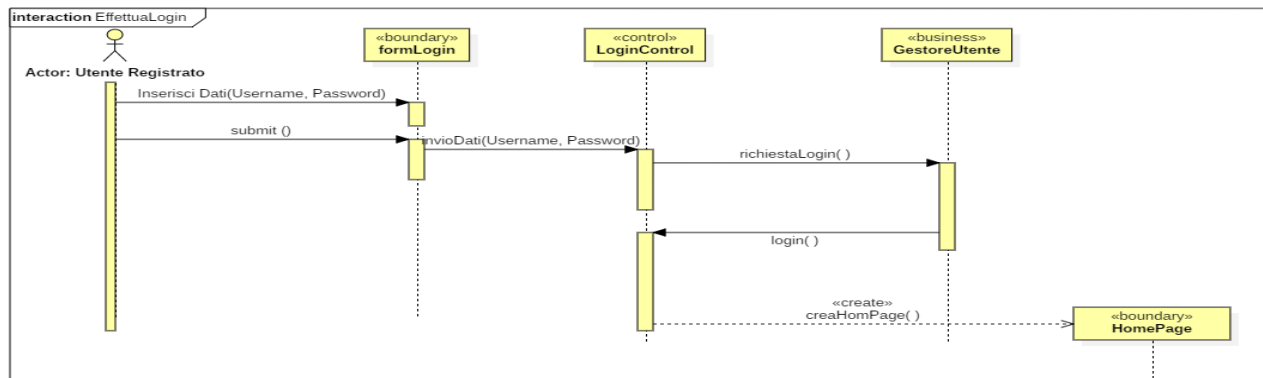 interaction EffettuaLogin
«boundary»
formLogin
«control»
LoginControl
«business»
GestoreUtente
Actor: Utente Registrato
Inserisci Dati(Username, Password)
submit ()
invioDati(Username, Password)
richiestaLogin( )
login( )
«create»
creaHomPage( )
«boundary»
HomePage